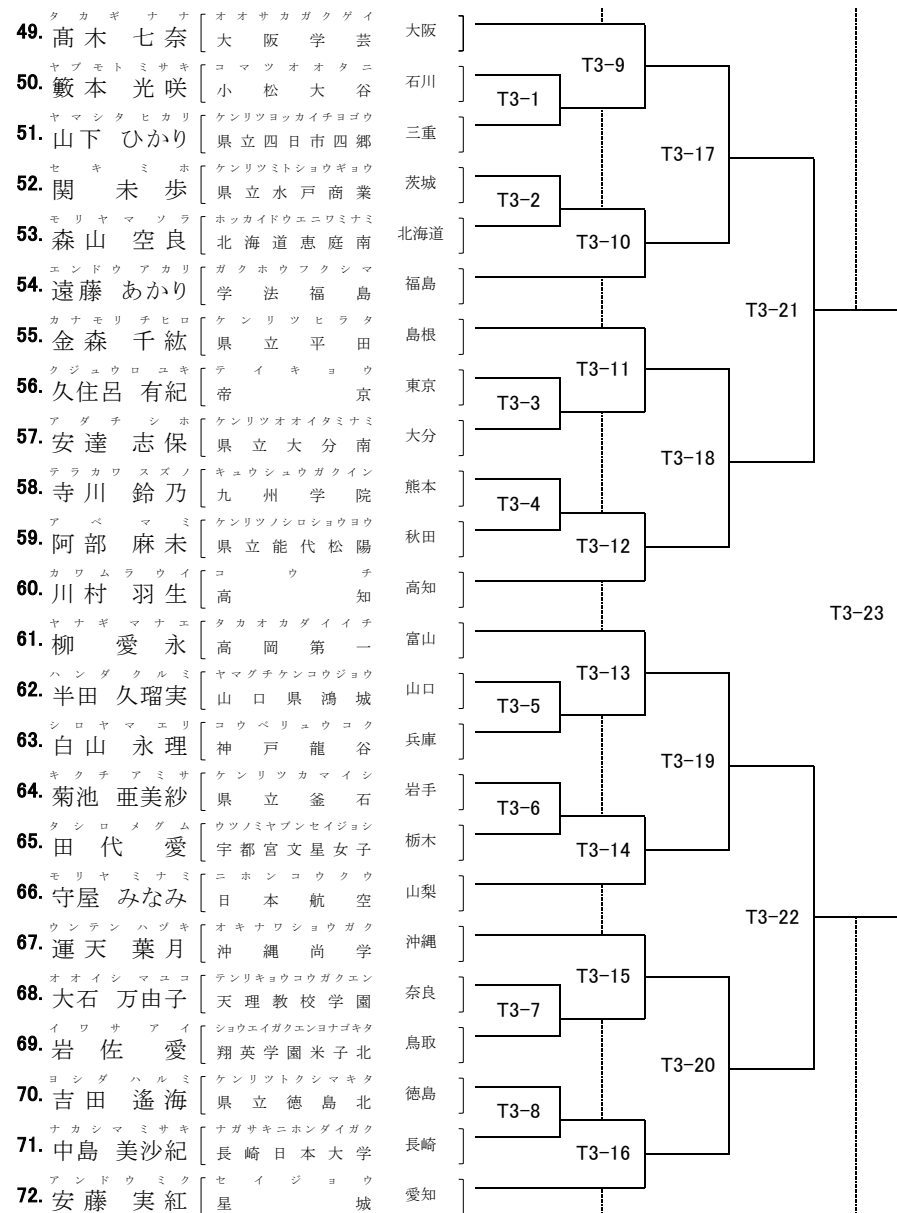 タカギ ナナ オオサカガクゲイ
49. 髙木 七奈 [大阪学芸 大阪]
T3-9
ヤブモト ミサキ コマツオオタニ
50. 籔本 光咲 [小松大谷 石川]
T3-1
ヤマシタ ヒカリ ケンリツヨッカイチヨゴウ
51. 山下 ひかり [県立四日市四郷 三重]
T3-17
セキ ミホ ケンリツミトショウギョウ
52. 関 未歩 [県立水戸商業 茨城]
T3-2
モリヤマ ソラ ホッカイドウエニワミナミ
53. 森山 空良 [北海道恵庭南 北海道]
T3-10
エンドウ アカリ ガクホウフクシマ
54. 遠藤 あかり [学法福島 福島]
T3-21
カナモリ チヒロ ケンリツヒラタ
55. 金森 千紘 [県立平田 島根]
T3-11
クジュウロ ユキ テイキョウ
56. 久住呂 有紀 [帝京 東京]
T3-3
アダチ シホ ケンリツオオイタミナミ
57. 安達 志保 [県立大分南 大分]
T3-18
テラカワ スズノ キュウシュウガクイン
58. 寺川 鈴乃 [九州学院 熊本]
T3-4
アベ マミ ケンリツノシロショウヨウ
59. 阿部 麻未 [県立能代松陽 秋田]
T3-12
カワムラ ウイ コウチ
60. 川村 羽生 [高知 高知]
T3-23
ヤナギ マナエ タカオカダイイチ
61. 柳 愛永 [高岡第一 富山]
T3-13
ハンダ クルミ ヤマグチケンコウジョウ
62. 半田 久瑠実 [山口県鴻城 山口]
T3-5
シロヤマ エリ コウベリュウコク
63. 白山 永理 [神戸龍谷 兵庫]
T3-19
キクチ アミサ ケンリツカマイシ
64. 菊池 亜美紗 [県立釜石 岩手]
T3-6
タシロ メグム ウツノミヤブンセイジョシ
65. 田代 愛 [宇都宮文星女子 栃木]
T3-14
モリヤ ミナミ ニホンコウクウ
66. 守屋 みなみ [日本航空 山梨]
T3-22
ウンテン ハヅキ オキナワショウガク
67. 運天 葉月 [沖縄尚学 沖縄]
T3-15
オオイシ マユコ テンリキョウコウガクエン
68. 大石 万由子 [天理教校学園 奈良]
T3-7
イワサ アイ ショウエイガクエンヨナゴキタ
69. 岩佐 愛 [翔英学園米子北 鳥取]
T3-20
ヨシダ ハルミ ケンリツトクシマキタ
70. 吉田 遙海 [県立徳島北 徳島]
T3-8
ナカシマ ミサキ ナガサキニホンダイガク
71. 中島 美沙紀 [長崎日本大学 長崎]
T3-16
アンドウ ミク セイジョウ
72. 安藤 実紅 [星城 愛知]